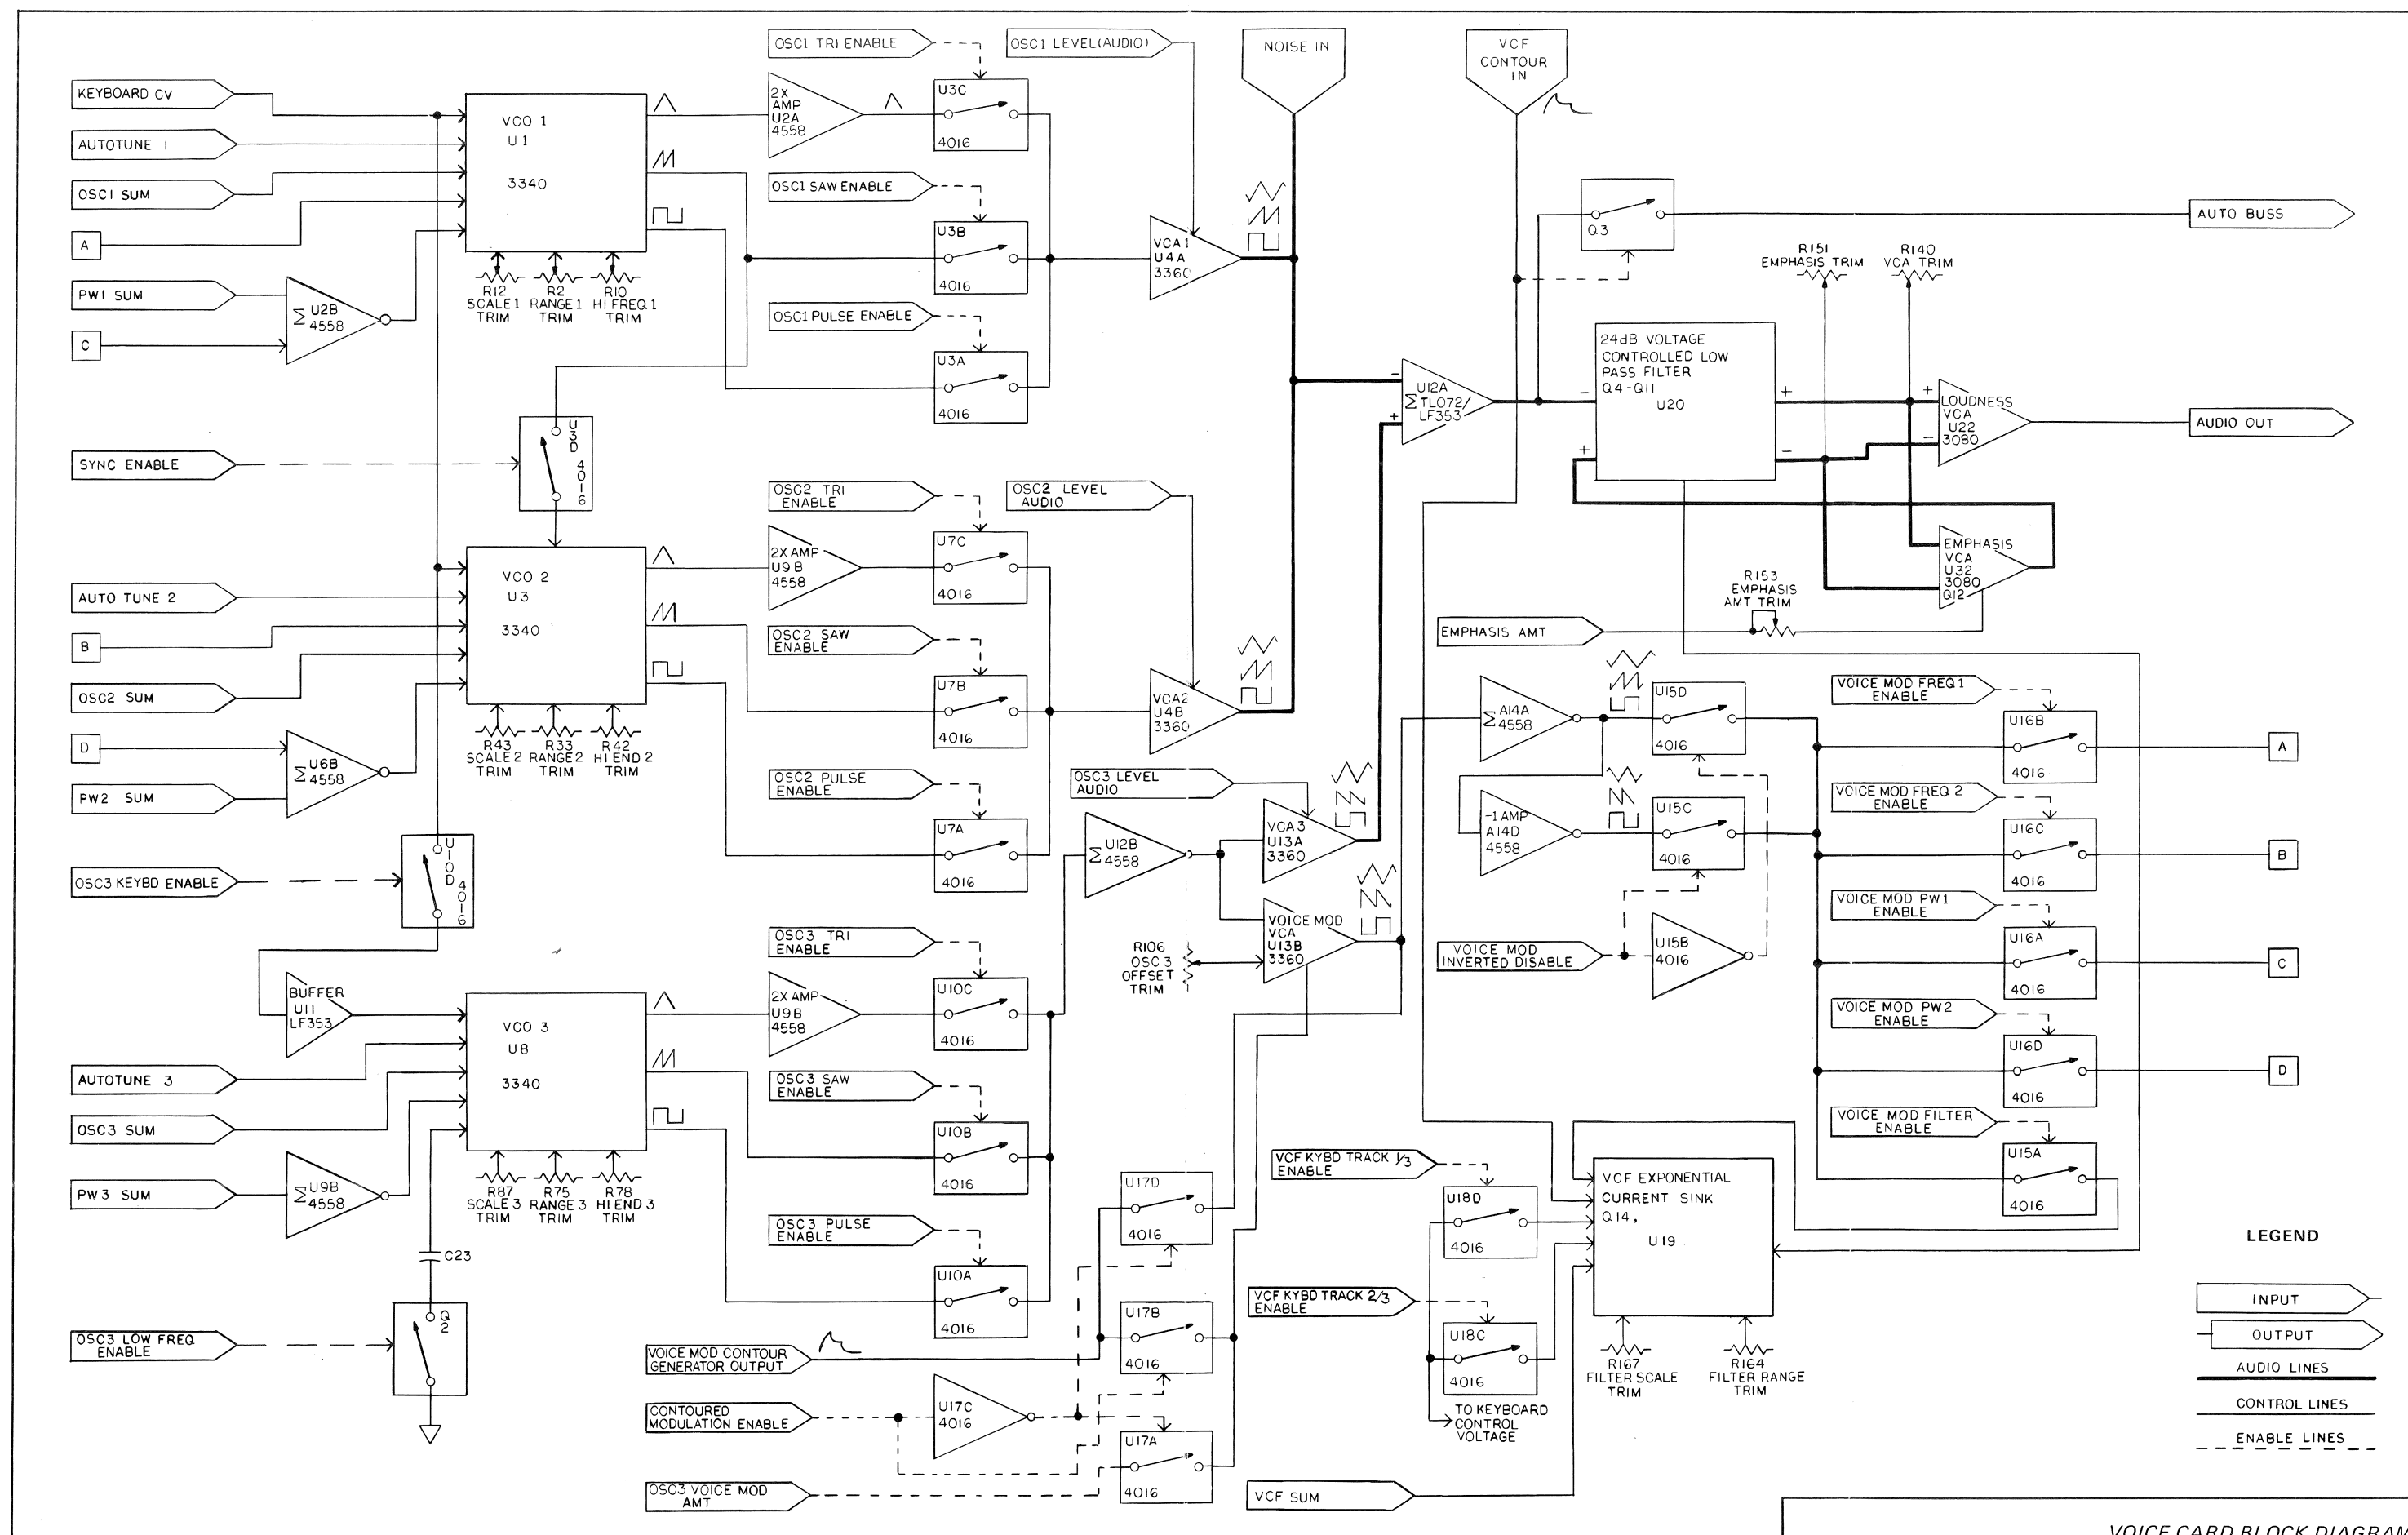 OSC1 TRI ENABLE
OSC1 LEVEL(AUDIO)
NOISE IN
VCF
CONTOUR
IN
KEYBOARD CV
AUTOTUNE 1
OSC1 SUM
A
PW1 SUM
C
Σ U2B
4558
VCO 1
U1
3340
R12
SCALE 1
TRIM
R2
RANGE 1
TRIM
R10
HI FREQ 1
TRIM
2X
AMP
U2A
4558
U3C
4016
OSC1 SAW ENABLE
U3B
4016
OSC1 PULSE ENABLE
U3A
4016
VCA 1
U4A
3360
Q3
AUTO BUSS
R151
EMPHASIS TRIM
R140
VCA TRIM
24dB VOLTAGE
CONTROLLED LOW
PASS FILTER
Q4-Q11
U20
-
+
+
-
-
+
U12A
Σ TL072/
LF353
+
LOUDNESS
VCA
U22
-
3080
AUDIO OUT
EMPHASIS
VCA
U32
3080
Q12
R153
EMPHASIS
AMT TRIM
EMPHASIS AMT
SYNC ENABLE
U3D
4016
OSC2 TRI
ENABLE
OSC2 LEVEL
AUDIO
AUTO TUNE 2
B
OSC2 SUM
D
PW2 SUM
Σ U6B
4558
VCO 2
U3
3340
R43
SCALE 2
TRIM
R33
RANGE 2
TRIM
R42
HI END 2
TRIM
2X AMP
U9B
4558
U7C
4016
OSC2 SAW
ENABLE
U7B
4016
OSC2 PULSE
ENABLE
U7A
4016
VCA2
U4B
3360
OSC3 LEVEL
AUDIO
Σ U12B
4558
VCA 3
U13A
3360
VOICE MOD
VCA
U13B
3360
R106
OSC 3
OFFSET
TRIM
Σ A14A
4558
-1 AMP
A14D
4558
U15D
4016
U15C
4016
VOICE MOD
INVERTED DISABLE
U15B
4016
VOICE MOD FREQ 1
ENABLE
U16B
4016
A
VOICE MOD FREQ 2
ENABLE
U16C
4016
B
VOICE MOD PW1
ENABLE
U16A
4016
C
VOICE MOD PW2
ENABLE
U16D
4016
D
VOICE MOD FILTER
ENABLE
U15A
4016
OSC3 KEYBD ENABLE
U10D
4016
BUFFER
U11
LF353
AUTOTUNE 3
OSC3 SUM
PW3 SUM
Σ U9B
4558
VCO 3
U8
3340
R87
SCALE 3
TRIM
R75
RANGE 3
TRIM
R78
HI END 3
TRIM
C23
Q2
OSC3 LOW FREQ
ENABLE
OSC3 TRI
ENABLE
2X AMP
U9B
4558
U10C
4016
OSC3 SAW
ENABLE
U10B
4016
OSC3 PULSE
ENABLE
U10A
4016
VOICE MOD CONTOUR
GENERATOR OUTPUT
CONTOURED
MODULATION ENABLE
U17C
4016
OSC3 VOICE MOD
AMT
U17D
4016
U17B
4016
U17A
4016
VCF KYBD TRACK 1/3
ENABLE
U18D
4016
VCF KYBD TRACK 2/3
ENABLE
U18C
4016
TO KEYBOARD
CONTROL
VOLTAGE
VCF SUM
VCF EXPONENTIAL
CURRENT SINK
Q14,
U19
R167
FILTER SCALE
TRIM
R164
FILTER RANGE
TRIM
LEGEND
INPUT
OUTPUT
AUDIO LINES
CONTROL LINES
ENABLE LINES
VOICE CARD BLOCK DIAGRAM